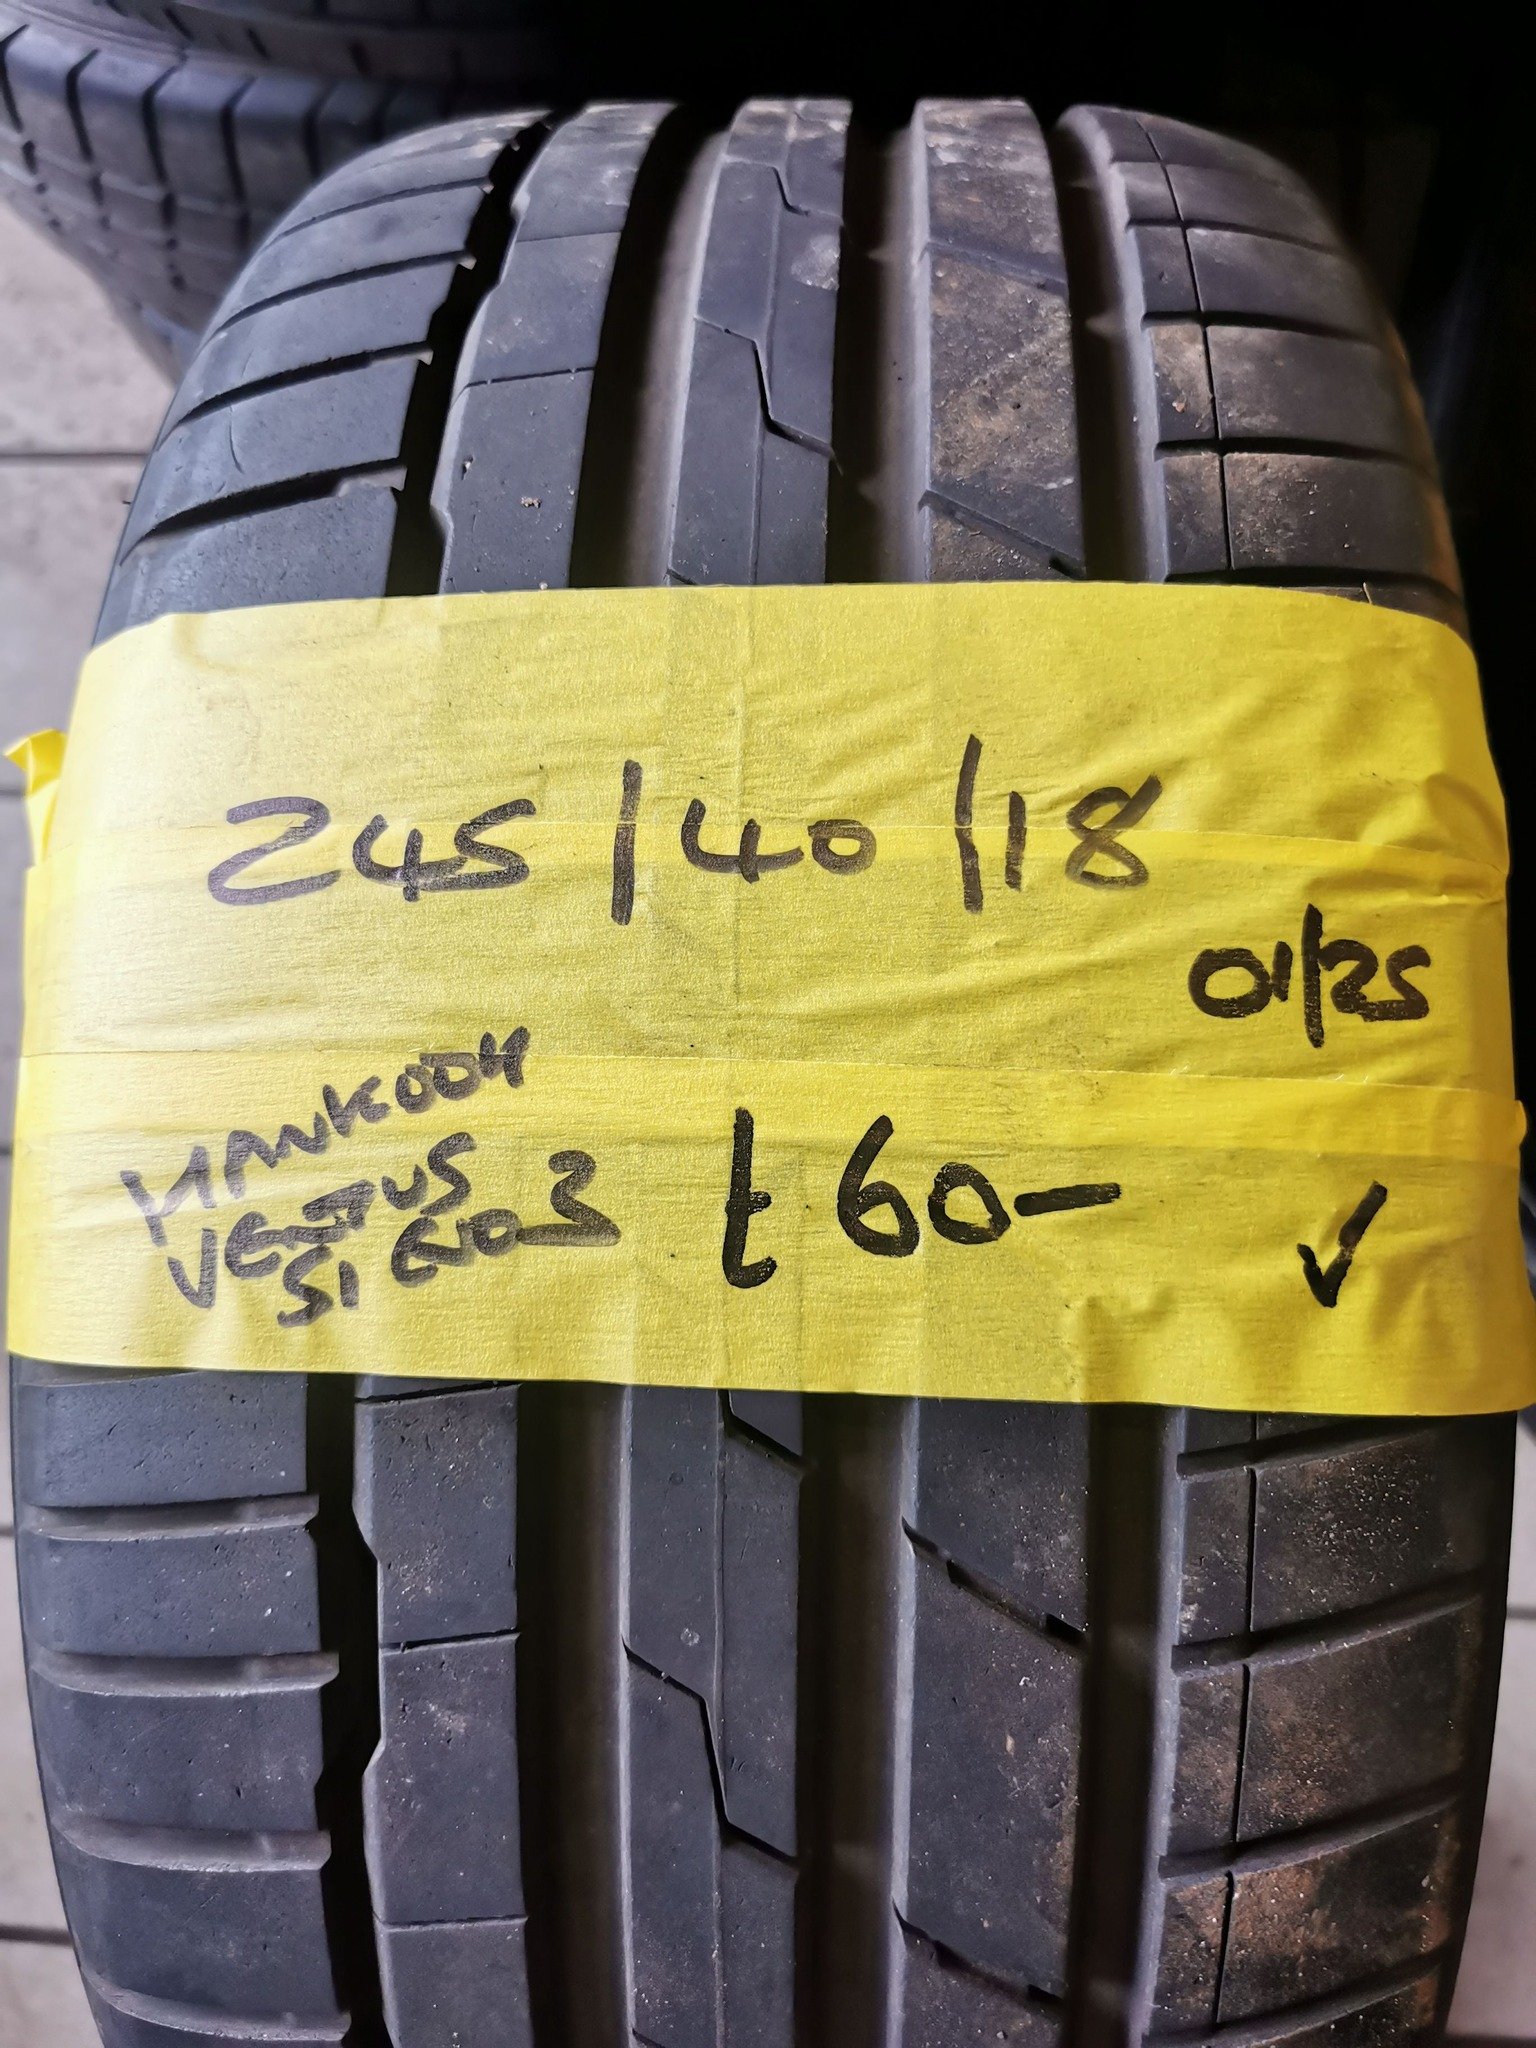 245/40/18
01/25
HANKOOK
VENTUS
S1 EVO3
£60-
✓